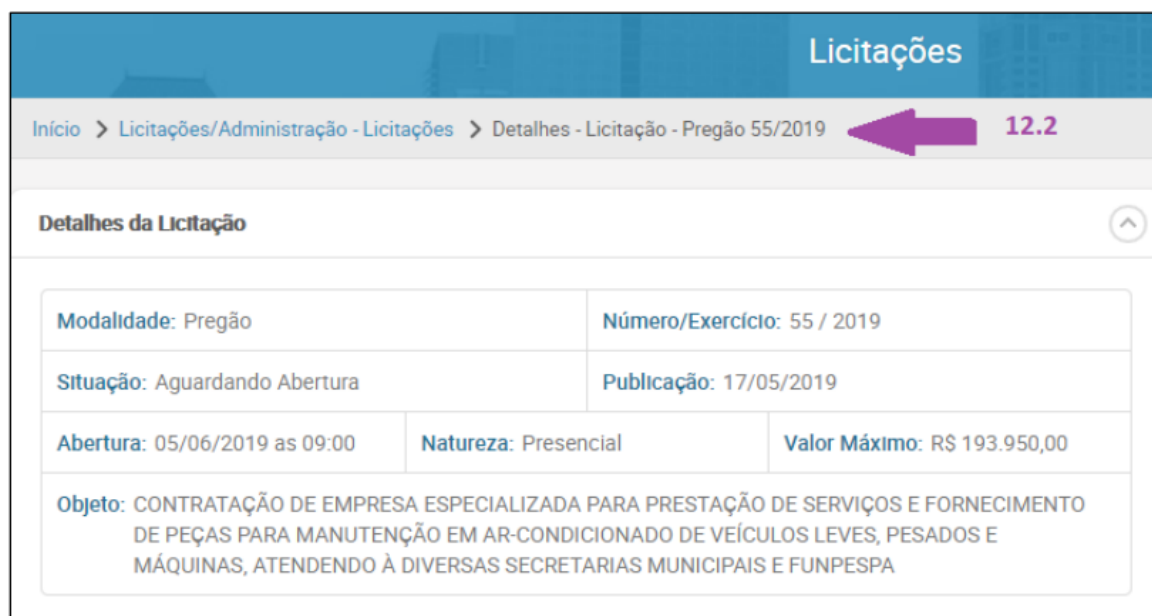 Licitações
Início > Licitações/Administração - Licitações > Detalhes - Licitação - Pregão 55/2019 12.2
Detalhes da Licitação
Modalidade: Pregão Número/Exercício: 55 / 2019
Situação: Aguardando Abertura Publicação: 17/05/2019
Abertura: 05/06/2019 as 09:00 Natureza: Presencial Valor Máximo: R$ 193.950,00
Objeto: CONTRATAÇÃO DE EMPRESA ESPECIALIZADA PARA PRESTAÇÃO DE SERVIÇOS E FORNECIMENTO
DE PEÇAS PARA MANUTENÇÃO EM AR-CONDICIONADO DE VEÍCULOS LEVES, PESADOS E
MÁQUINAS, ATENDENDO À DIVERSAS SECRETARIAS MUNICIPAIS E FUNPESPA